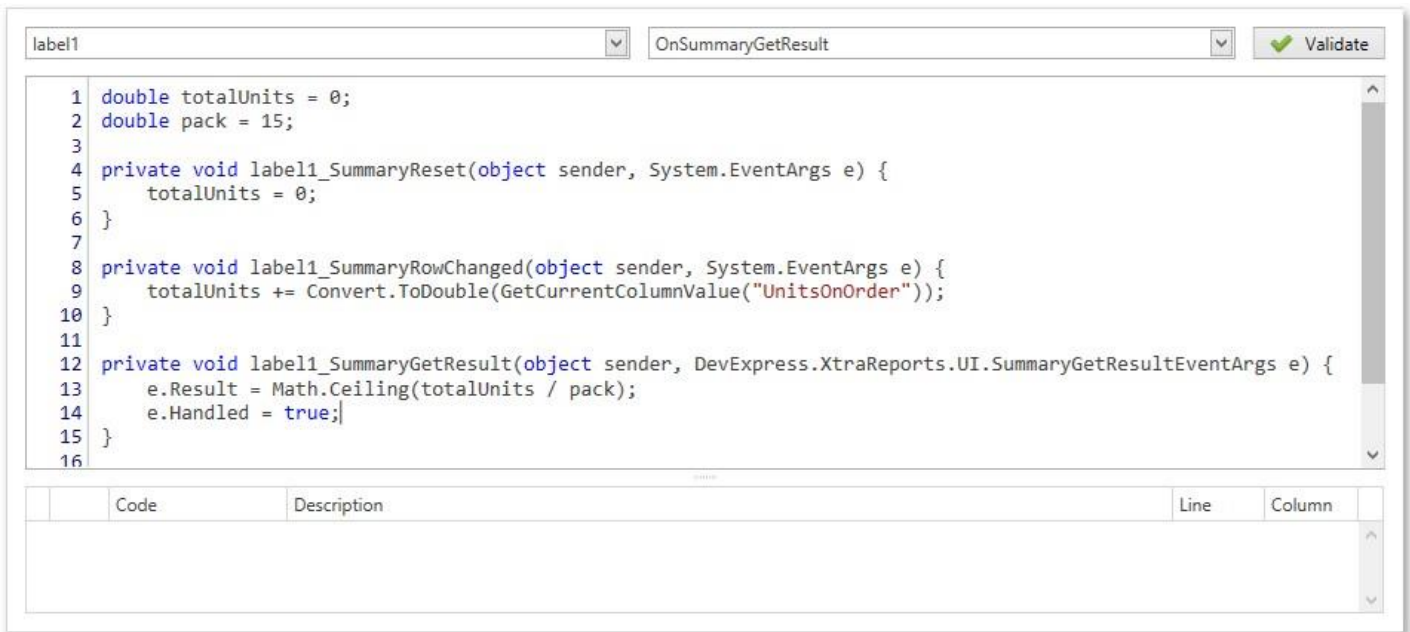 label1 OnSummaryGetResult Validate
1 double totalUnits = 0;
2 double pack = 15;
3
4 private void label1_SummaryReset(object sender, System.EventArgs e) {
5     totalUnits = 0;
6 }
7
8 private void label1_SummaryRowChanged(object sender, System.EventArgs e) {
9     totalUnits += Convert.ToDouble(GetCurrentColumnValue("UnitsOnOrder"));
10 }
11
12 private void label1_SummaryGetResult(object sender, DevExpress.XtraReports.UI.SummaryGetResultEventArgs e) {
13     e.Result = Math.Ceiling(totalUnits / pack);
14     e.Handled = true;
15 }
16
Code Description Line Column